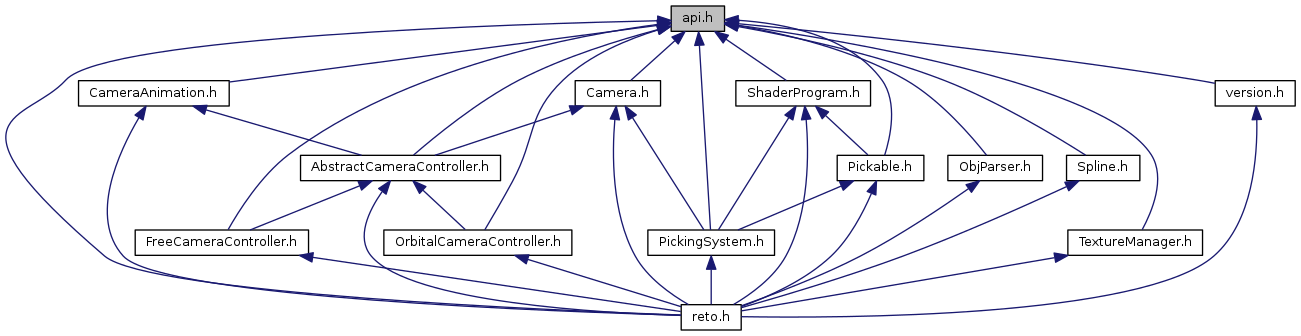 api.h
CameraAnimation.h
Camera.h
ShaderProgram.h
version.h
AbstractCameraController.h
Pickable.h
ObjParser.h
Spline.h
FreeCameraController.h
OrbitalCameraController.h
PickingSystem.h
TextureManager.h
reto.h